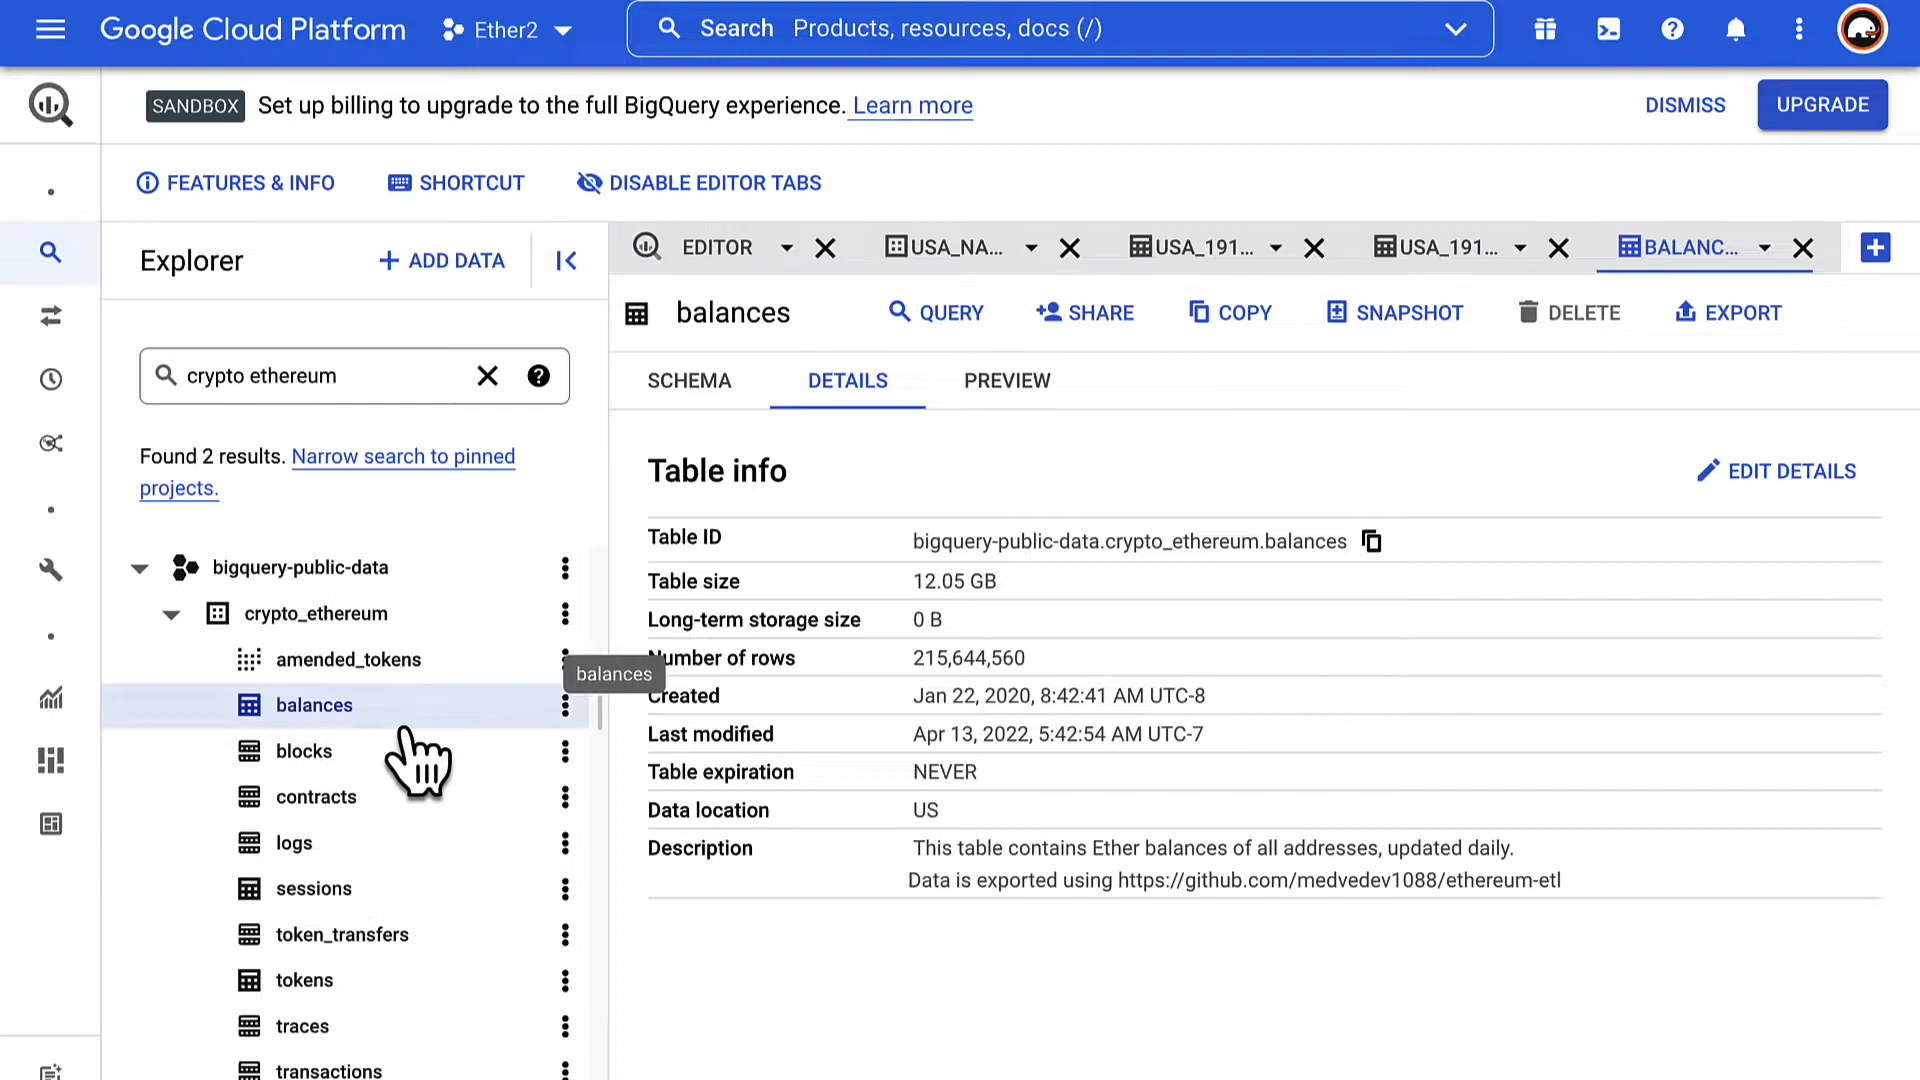 Google Cloud Platform
Ether2
Search Products, resources, docs (/)
SANDBOX Set up billing to upgrade to the full BigQuery experience. Learn more
DISMISS
UPGRADE
FEATURES & INFO
SHORTCUT
DISABLE EDITOR TABS
Explorer
+ ADD DATA
EDITOR
USA_NA...
USA_191...
USA_191...
BALANC...
balances
QUERY
SHARE
COPY
SNAPSHOT
DELETE
EXPORT
crypto ethereum
SCHEMA
DETAILS
PREVIEW
Found 2 results. Narrow search to pinned
projects.
bigquery-public-data
crypto_ethereum
amended_tokens
balances
balances
blocks
contracts
logs
sessions
token_transfers
tokens
traces
transactions
Table info
EDIT DETAILS
Table ID bigquery-public-data.crypto_ethereum.balances
Table size 12.05 GB
Long-term storage size 0 B
Number of rows 215,644,560
Created Jan 22, 2020, 8:42:41 AM UTC-8
Last modified Apr 13, 2022, 5:42:54 AM UTC-7
Table expiration NEVER
Data location US
Description This table contains Ether balances of all addresses, updated daily.
Data is exported using https://github.com/medvedev1088/ethereum-etl